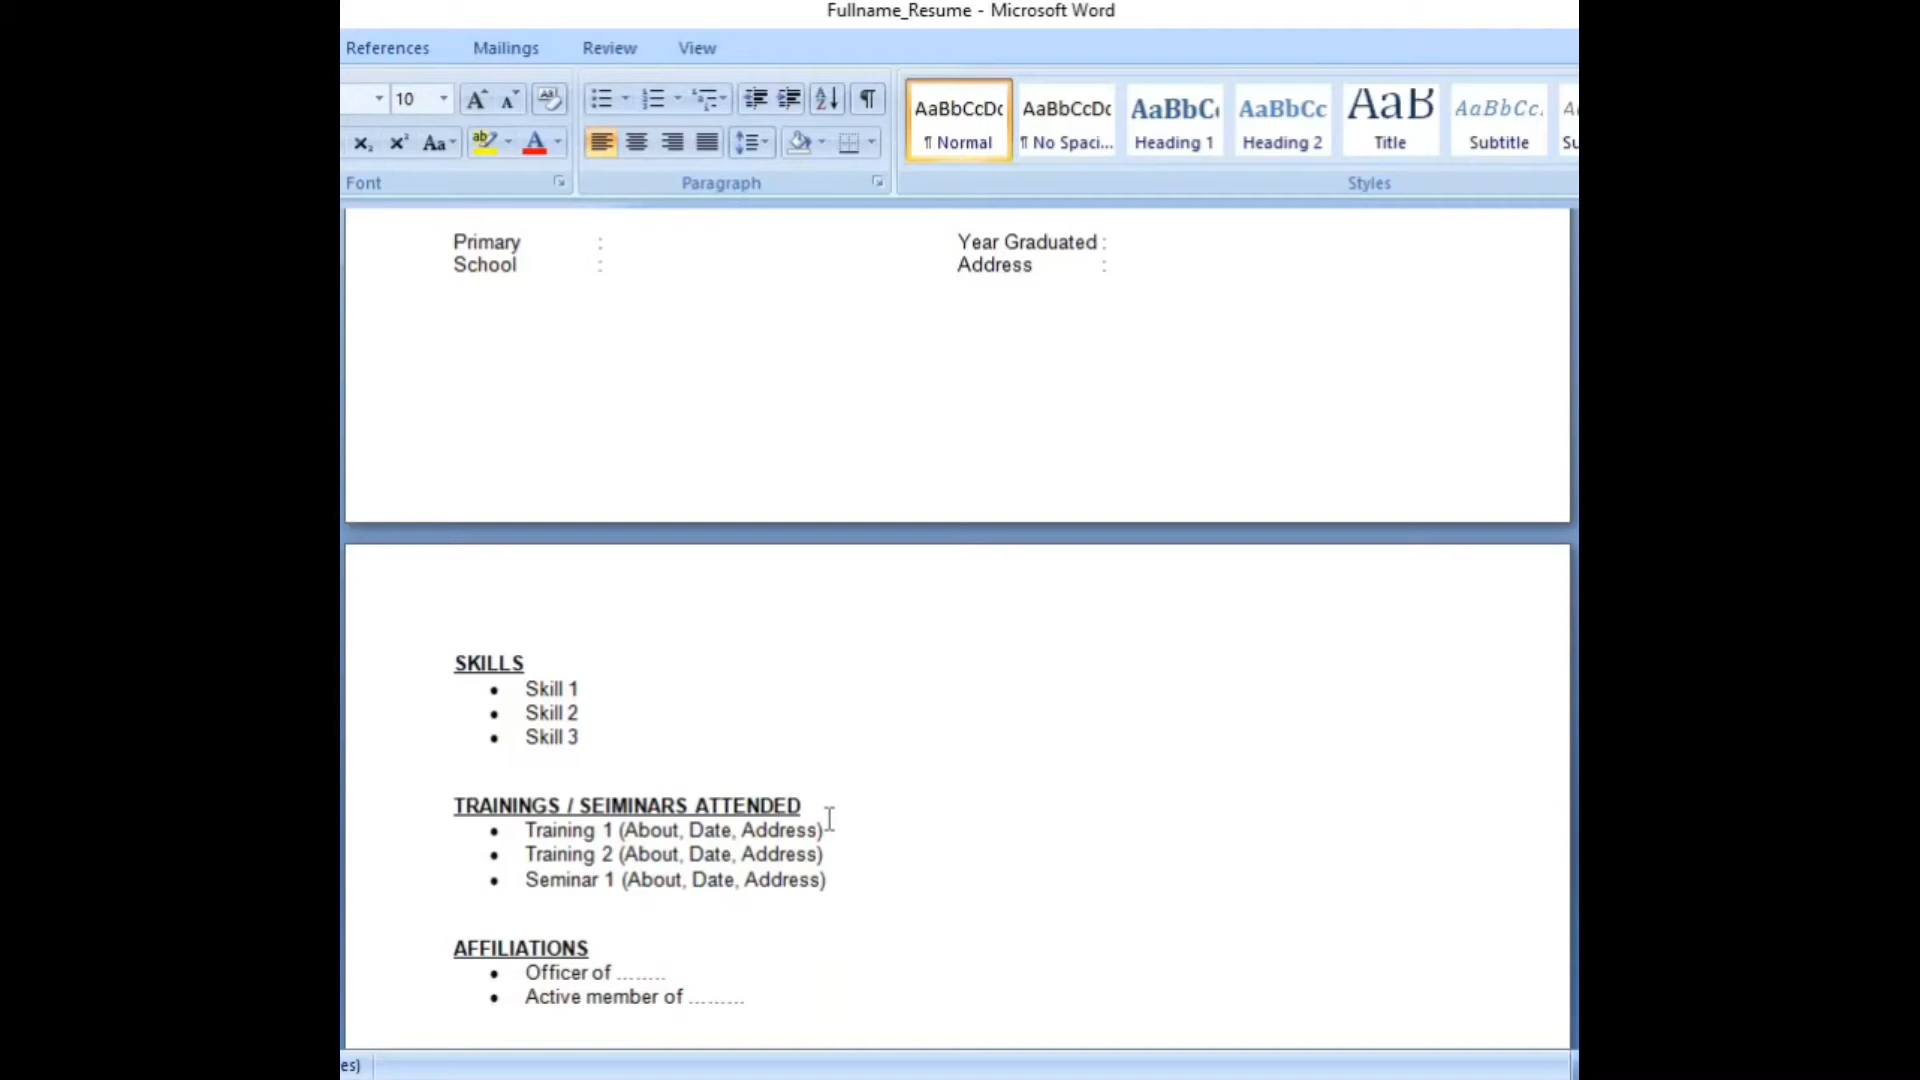 Fullname_Resume - Microsoft Word
References Mailings Review View
10
AaBbCcDc AaBbCcDc AaBbC AaBbCc AaB AaBbCc.
¶ Normal ¶ No Spaci... Heading 1 Heading 2 Title Subtitle Su
Font Paragraph Styles
Primary : Year Graduated :
School : Address :
SKILLS
• Skill 1
• Skill 2
• Skill 3
TRAININGS / SEIMINARS ATTENDED
• Training 1 (About, Date, Address)
• Training 2 (About, Date, Address)
• Seminar 1 (About, Date, Address)
AFFILIATIONS
• Officer of ........
• Active member of .........
es)